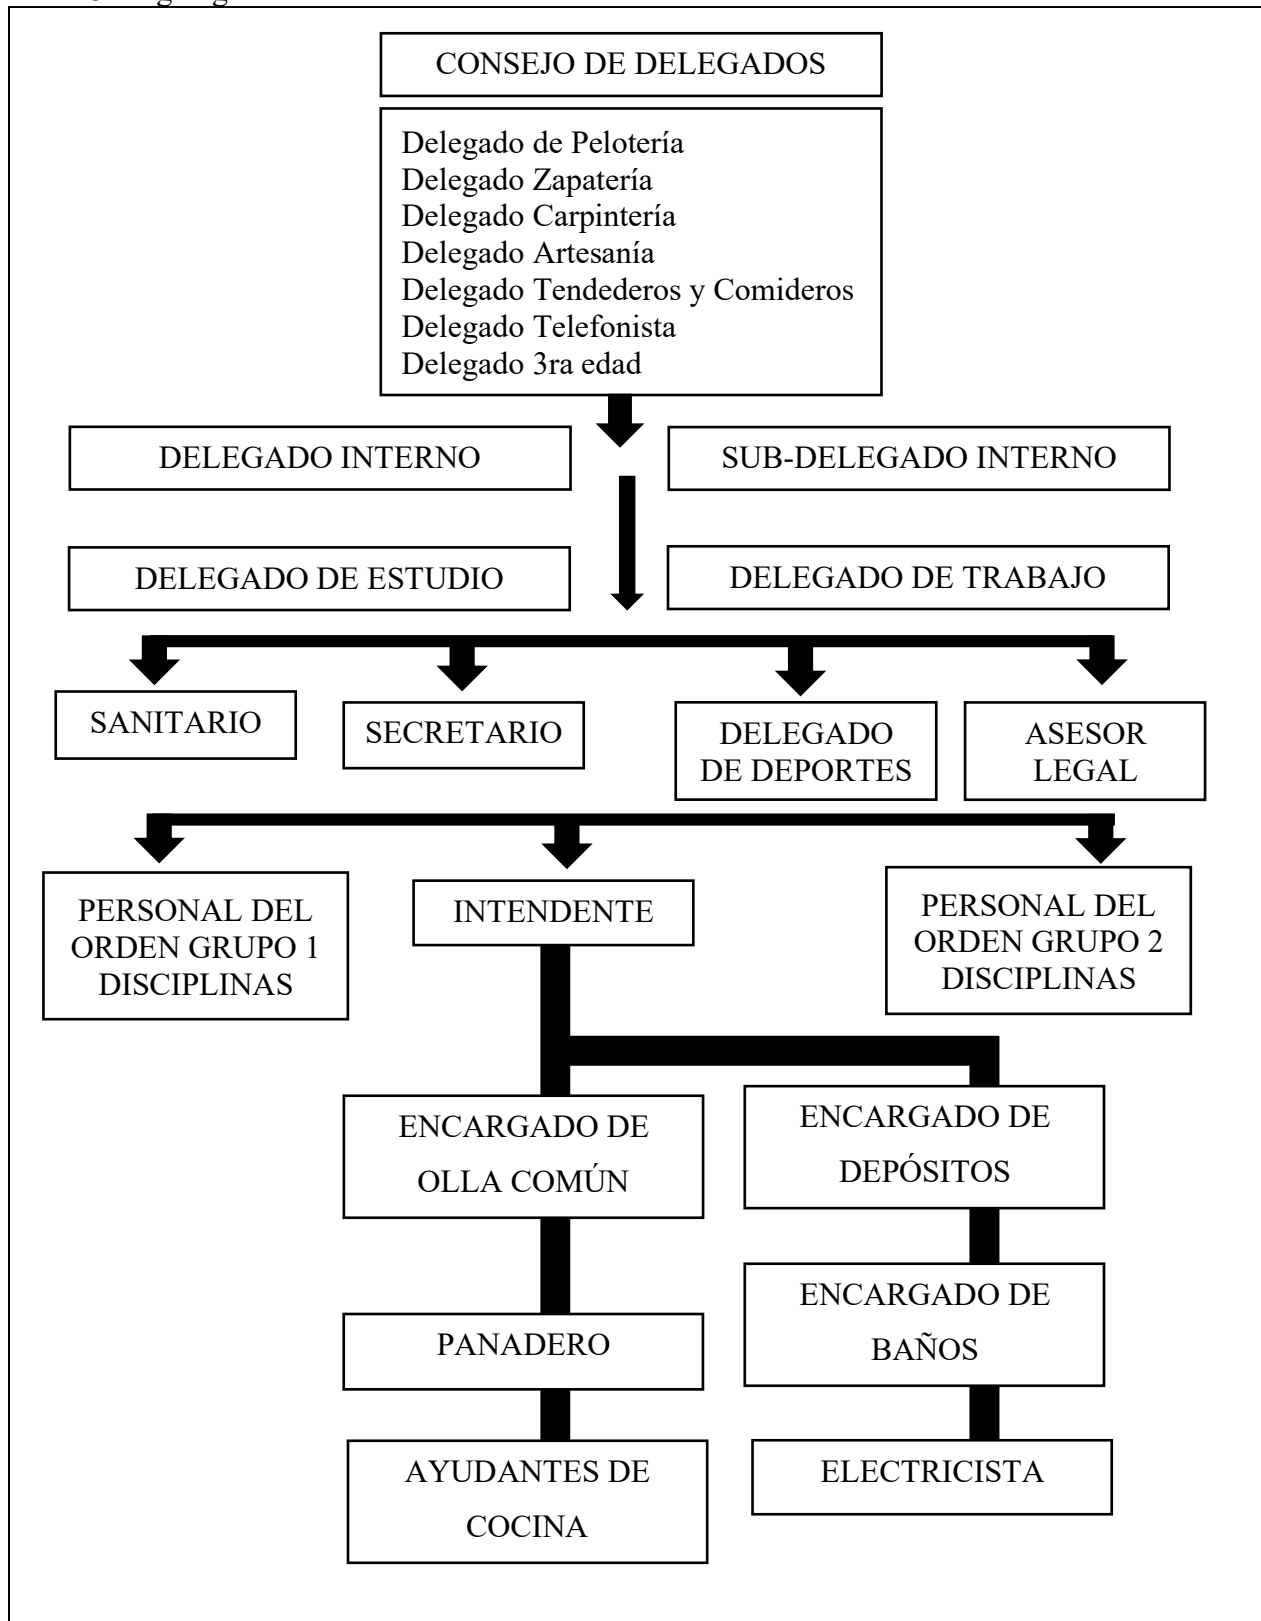 CONSEJO DE DELEGADOS
Delegado de Pelotería
Delegado Zapatería
Delegado Carpintería
Delegado Artesanía
Delegado Tendederos y Comideros
Delegado Telefonista
Delegado 3ra edad
DELEGADO INTERNO
SUB-DELEGADO INTERNO
DELEGADO DE ESTUDIO
DELEGADO DE TRABAJO
SANITARIO
SECRETARIO
DELEGADO
DE DEPORTES
ASESOR
LEGAL
PERSONAL DEL
ORDEN GRUPO 1
DISCIPLINAS
INTENDENTE
PERSONAL DEL
ORDEN GRUPO 2
DISCIPLINAS
ENCARGADO DE
OLLA COMÚN
ENCARGADO DE
DEPÓSITOS
ENCARGADO DE
BAÑOS
PANADERO
AYUDANTES DE
COCINA
ELECTRICISTA